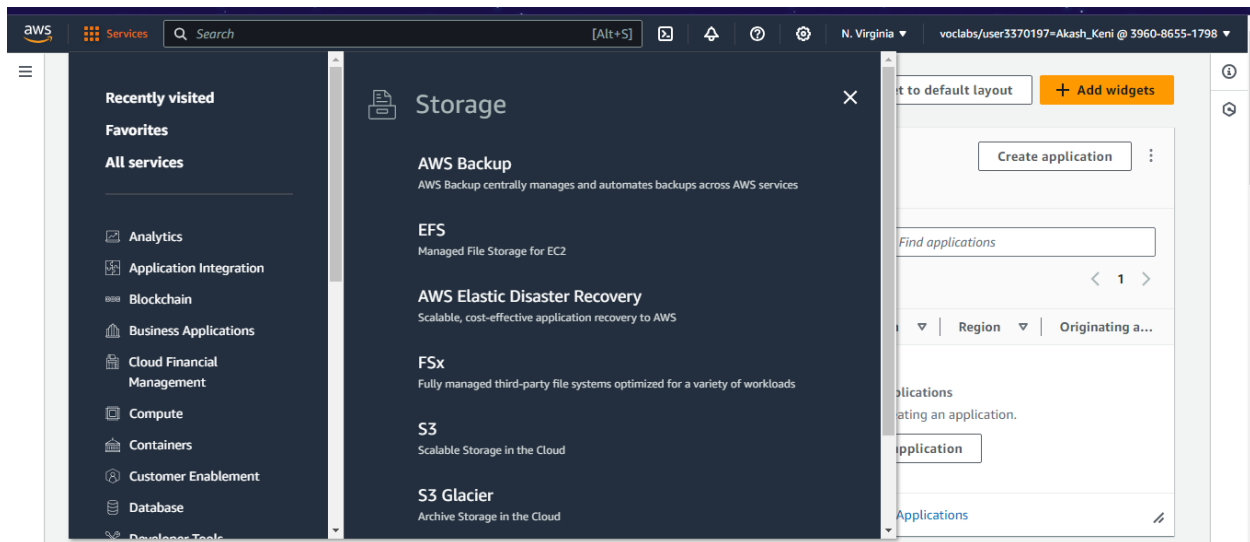 aws
Services
Search
[Alt+S]
N. Virginia ▼
voclabs/user3370197=Akash_Keni @ 3960-8655-1798 ▼
Recently visited
Favorites
All services
Analytics
Application Integration
Blockchain
Business Applications
Cloud Financial
Management
Compute
Containers
Customer Enablement
Database
Developer Tools
Storage
AWS Backup
AWS Backup centrally manages and automates backups across AWS services
EFS
Managed File Storage for EC2
AWS Elastic Disaster Recovery
Scalable, cost-effective application recovery to AWS
FSx
Fully managed third-party file systems optimized for a variety of workloads
S3
Scalable Storage in the Cloud
S3 Glacier
Archive Storage in the Cloud
to default layout
+ Add widgets
Create application
Find applications
1
Region
Originating a...
an application.
Applications